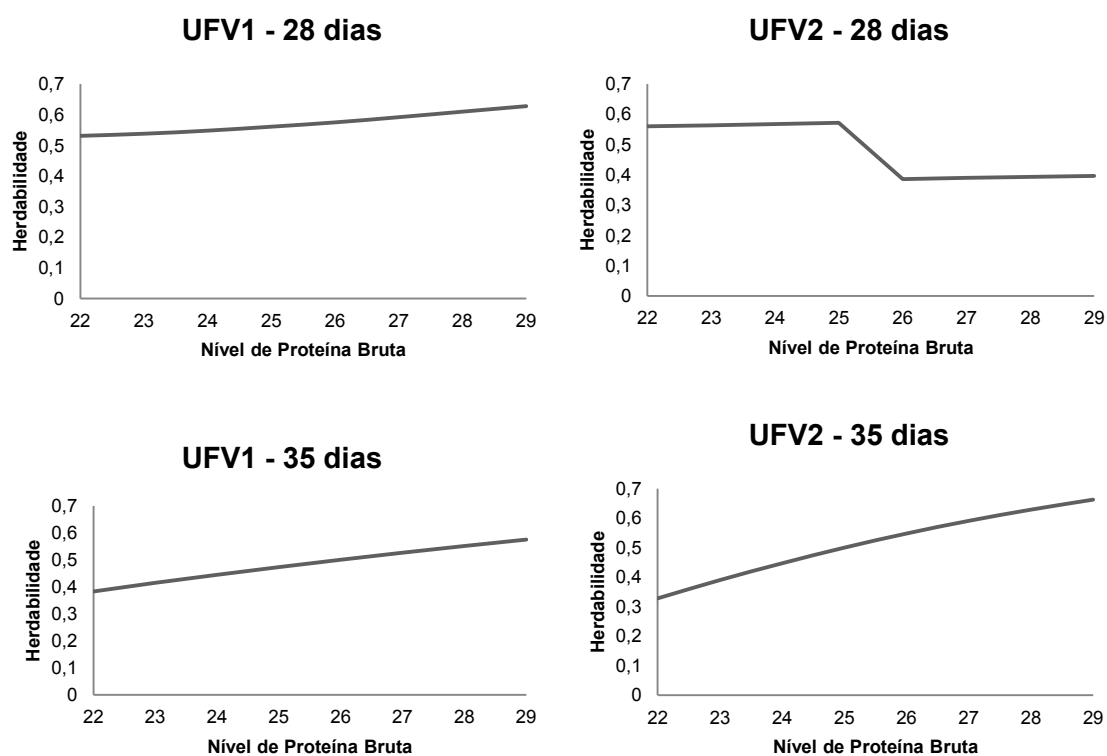 UFV1 - 28 dias
0,7
0,6
0,5
0,4
0,3
0,2
0,1
0
Herdabilidade
22 23 24 25 26 27 28 29
Nível de Proteína Bruta
UFV2 - 28 dias
0,7
0,6
0,5
0,4
0,3
0,2
0,1
0
Herdabilidade
22 23 24 25 26 27 28 29
Nível de Proteína Bruta
UFV1 - 35 dias
0,7
0,6
0,5
0,4
0,3
0,2
0,1
0
Herdabilidade
22 23 24 25 26 27 28 29
Nível de Proteína Bruta
UFV2 - 35 dias
0,7
0,6
0,5
0,4
0,3
0,2
0,1
0
Herdabilidade
22 23 24 25 26 27 28 29
Nível de Proteína Bruta